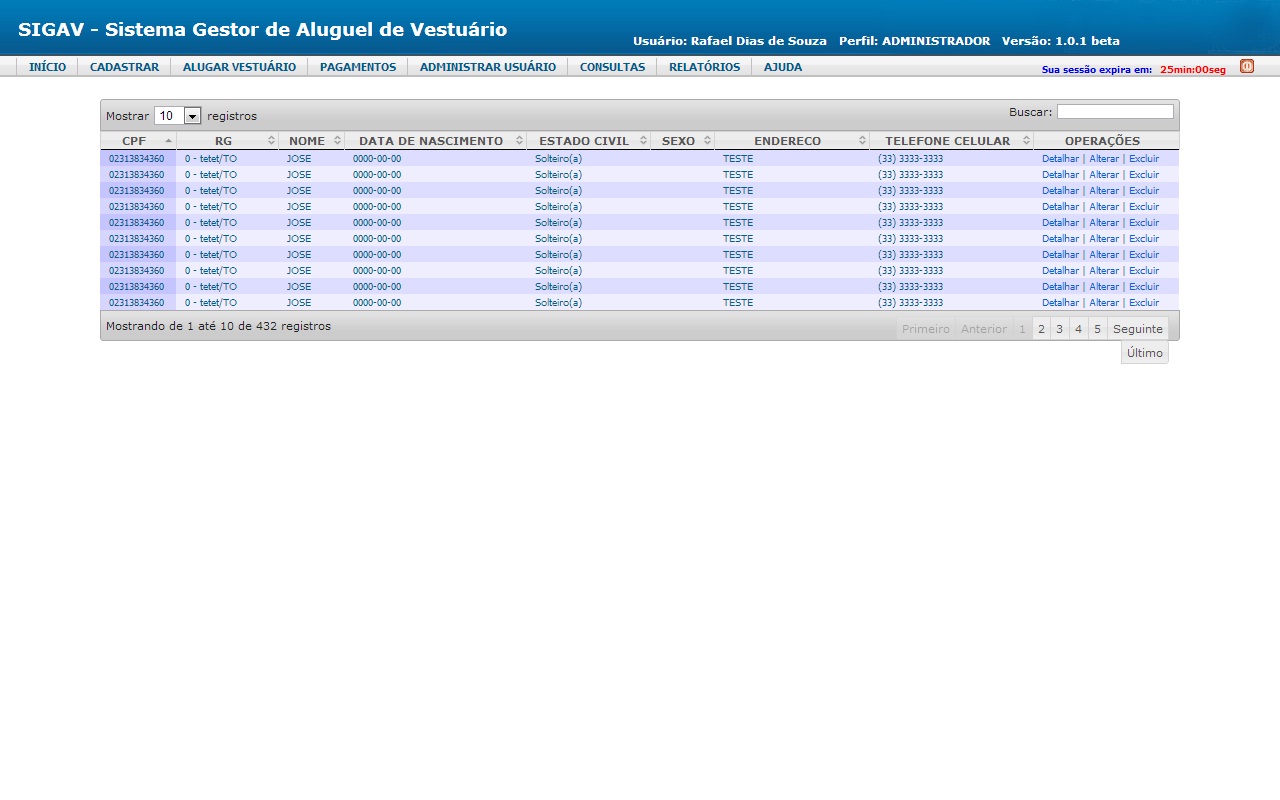 SIGAV - Sistema Gestor de Aluguel de Vestuário
Usuário: Rafael Dias de Souza Perfil: ADMINISTRADOR Versão: 1.0.1 beta
INÍCIO CADASTRAR ALUGAR VESTUÁRIO PAGAMENTOS ADMINISTRAR USUÁRIO CONSULTAS RELATÓRIOS AJUDA Sua sessão expira em: 25min:00seg
Mostrar 10 registros Buscar:
CPF RG NOME DATA DE NASCIMENTO ESTADO CIVIL SEXO ENDERECO TELEFONE CELULAR OPERAÇÕES
02313834360 0 - tetet/TO JOSE 0000-00-00 Solteiro(a) TESTE (33) 3333-3333 Detalhar | Alterar | Excluir
02313834360 0 - tetet/TO JOSE 0000-00-00 Solteiro(a) TESTE (33) 3333-3333 Detalhar | Alterar | Excluir
02313834360 0 - tetet/TO JOSE 0000-00-00 Solteiro(a) TESTE (33) 3333-3333 Detalhar | Alterar | Excluir
02313834360 0 - tetet/TO JOSE 0000-00-00 Solteiro(a) TESTE (33) 3333-3333 Detalhar | Alterar | Excluir
02313834360 0 - tetet/TO JOSE 0000-00-00 Solteiro(a) TESTE (33) 3333-3333 Detalhar | Alterar | Excluir
02313834360 0 - tetet/TO JOSE 0000-00-00 Solteiro(a) TESTE (33) 3333-3333 Detalhar | Alterar | Excluir
02313834360 0 - tetet/TO JOSE 0000-00-00 Solteiro(a) TESTE (33) 3333-3333 Detalhar | Alterar | Excluir
02313834360 0 - tetet/TO JOSE 0000-00-00 Solteiro(a) TESTE (33) 3333-3333 Detalhar | Alterar | Excluir
02313834360 0 - tetet/TO JOSE 0000-00-00 Solteiro(a) TESTE (33) 3333-3333 Detalhar | Alterar | Excluir
02313834360 0 - tetet/TO JOSE 0000-00-00 Solteiro(a) TESTE (33) 3333-3333 Detalhar | Alterar | Excluir
Mostrando de 1 até 10 de 432 registros Primeiro Anterior 1 2 3 4 5 Seguinte
Último